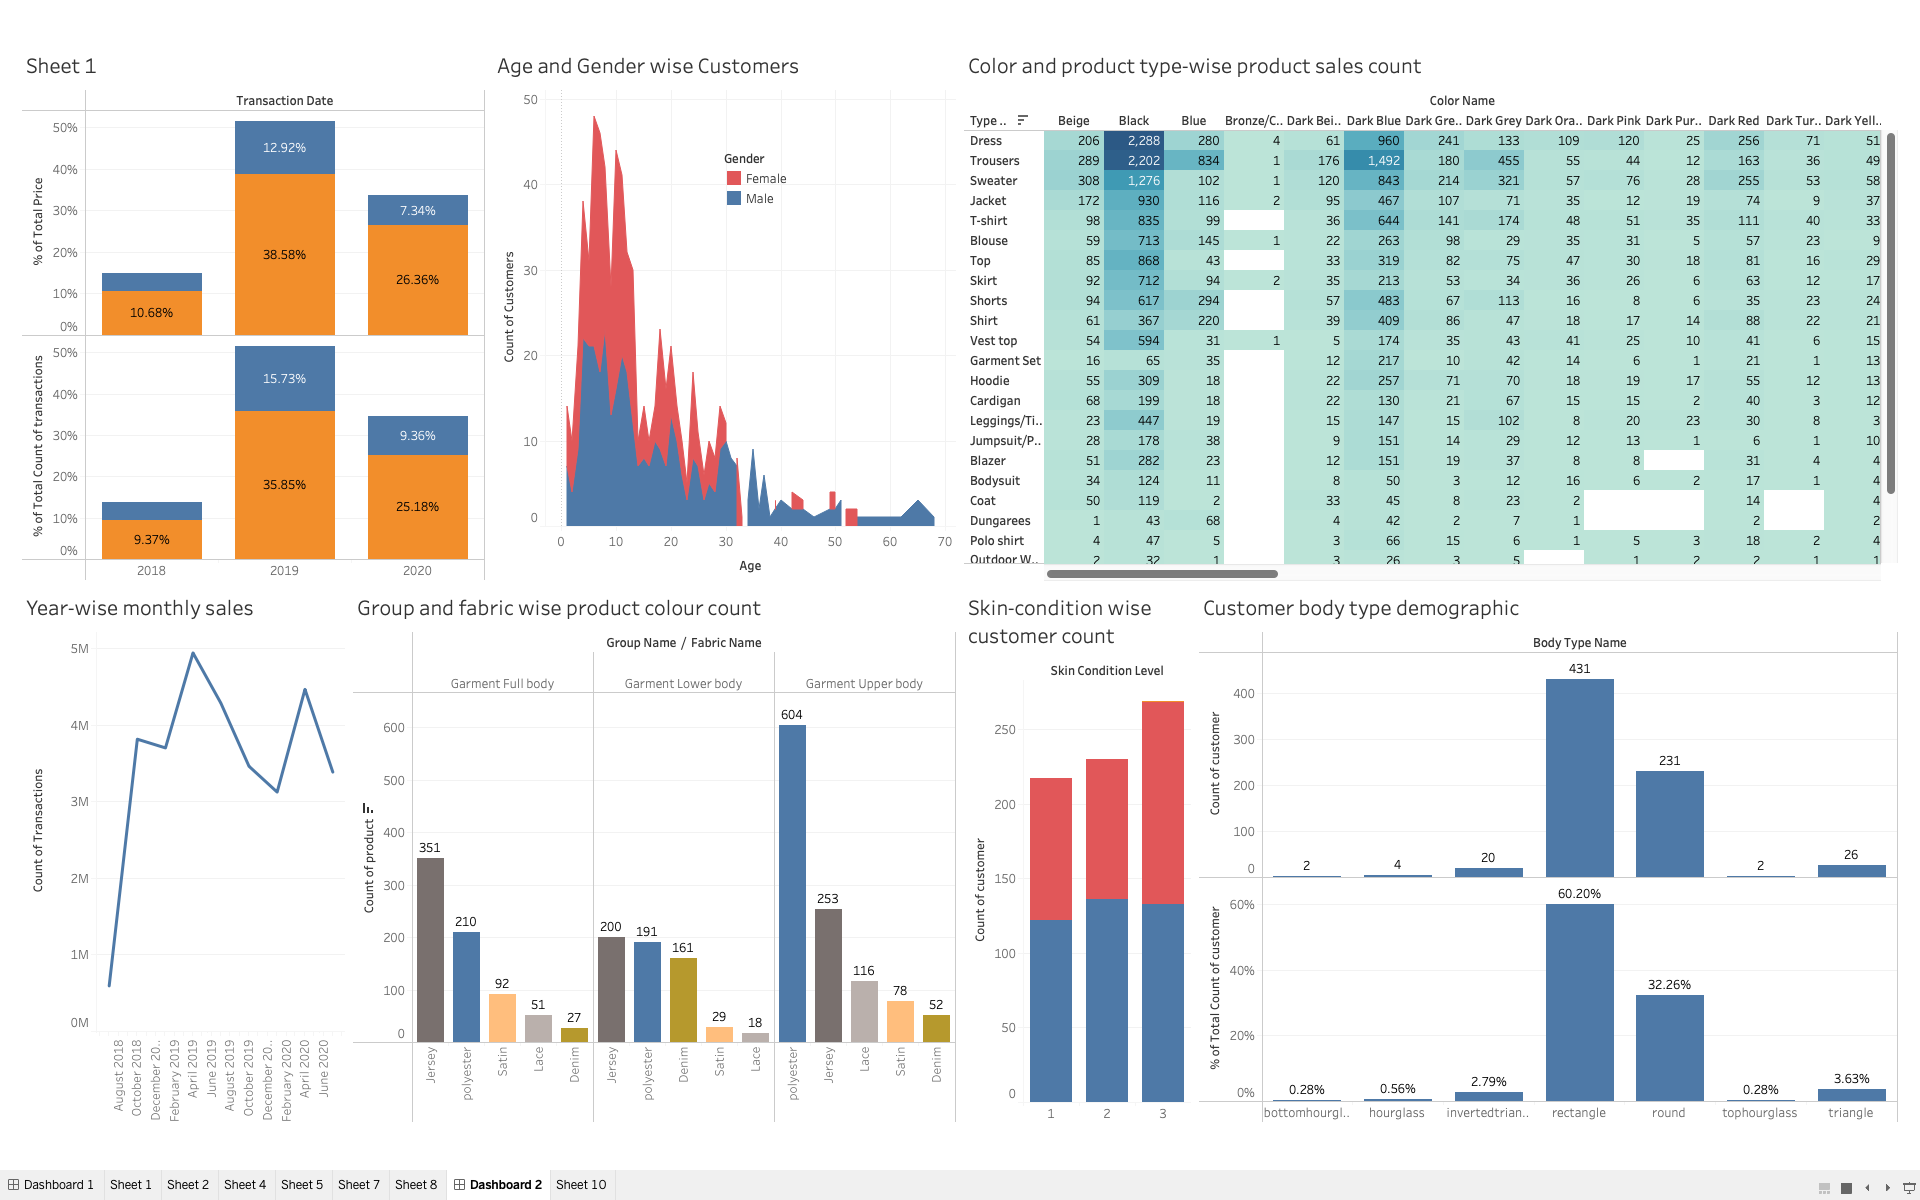 Sheet 1
Transaction Date
% of Total Price
50%
40%
30%
20%
10%
0%
12.92%
38.58%
7.34%
26.36%
10.68%
% of Total Count of transactions
50%
40%
30%
20%
10%
0%
15.73%
35.85%
9.36%
25.18%
9.37%
2018 2019 2020
Age and Gender wise Customers
Count of Customers
50
40
30
20
10
0
Gender
Female
Male
0 10 20 30 40 50 60 70
Age
Color and product type-wise product sales count
Color Name
Type .. Beige Black Blue Bronze/C.. Dark Bei.. Dark Blue Dark Gre.. Dark Grey Dark Ora.. Dark Pink Dark Pur.. Dark Red Dark Tur.. Dark Yell..
Dress 206 2,288 280 4 61 960 241 133 109 120 25 256 71 51
Trousers 289 2,202 834 1 176 1,492 180 455 55 44 12 163 36 49
Sweater 308 1,276 102 1 120 843 214 321 57 76 28 255 53 58
Jacket 172 930 116 2 95 467 107 71 35 12 19 74 9 37
T-shirt 98 835 99 36 644 141 174 48 51 35 111 40 33
Blouse 59 713 145 1 22 263 98 29 35 31 5 57 23 9
Top 85 868 43 33 319 82 75 47 30 18 81 16 29
Skirt 92 712 94 2 35 213 53 34 36 26 6 63 12 17
Shorts 94 617 294 57 483 67 113 16 8 6 35 23 24
Shirt 61 367 220 39 409 86 47 18 17 14 88 22 21
Vest top 54 594 31 1 5 174 35 43 41 25 10 41 6 15
Garment Set 16 65 35 12 217 10 42 14 6 1 21 1 13
Hoodie 55 309 18 22 257 71 70 18 19 17 55 12 13
Cardigan 68 199 18 22 130 21 67 15 15 2 40 3 12
Leggings/Ti.. 23 447 19 15 147 15 102 8 20 23 30 8 3
Jumpsuit/P.. 28 178 38 9 151 14 29 12 13 1 6 1 10
Blazer 51 282 23 12 151 19 37 8 8 31 4 4
Bodysuit 34 124 11 8 50 3 12 16 6 2 17 1 4
Coat 50 119 2 33 45 8 23 2 14 4
Dungarees 1 43 68 4 42 2 7 1 2 2
Polo shirt 4 47 5 3 66 15 6 1 5 3 18 2 4
Outdoor W.. 2 32 1 3 26 3 5 1 2 2 1 1
Year-wise monthly sales
Count of Transactions
5M
4M
3M
2M
1M
0M
August 2018
October 2018
December 20..
February 2019
April 2019
June 2019
August 2019
October 2019
December 20..
February 2020
April 2020
June 2020
Group and fabric wise product colour count
Group Name / Fabric Name
Garment Full body Garment Lower body Garment Upper body
Count of product
600
500
400
300
200
100
0
351 210 92 51 27
200 191 161 29 18
604 253 116 78 52
Jersey polyester Satin Lace Denim
Jersey polyester Denim Satin Lace
polyester Jersey Lace Satin Denim
Skin-condition wise
customer count
Skin Condition Level
Count of customer
250
200
150
100
50
0
1 2 3
Customer body type demographic
Body Type Name
Count of customer
400
300
200
100
0
2 4 20 431 231 2 26
% of Total Count of customer
60%
40%
20%
0%
0.28% 0.56% 2.79% 60.20% 32.26% 0.28% 3.63%
bottomhourgl.. hourglass invertedtrian.. rectangle round tophourglass triangle
Dashboard 1 Sheet 1 Sheet 2 Sheet 4 Sheet 5 Sheet 7 Sheet 8 Dashboard 2 Sheet 10